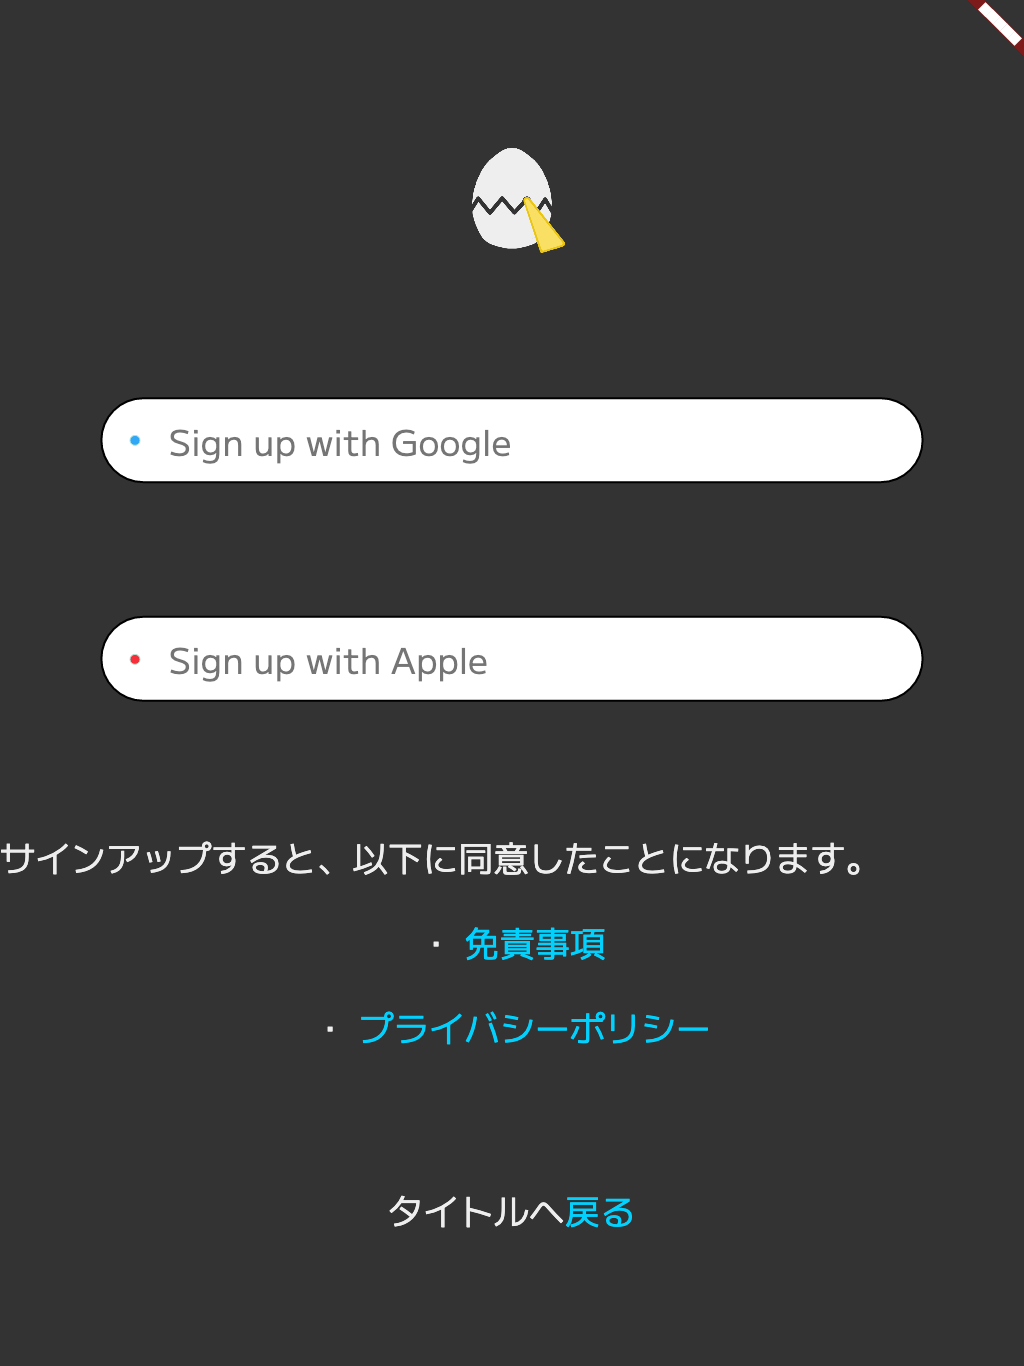 Sign up with Google
Sign up with Apple
サインアップすると、以下に同意したことになります。
・ 免責事項
・ プライバシーポリシー
タイトルへ戻る